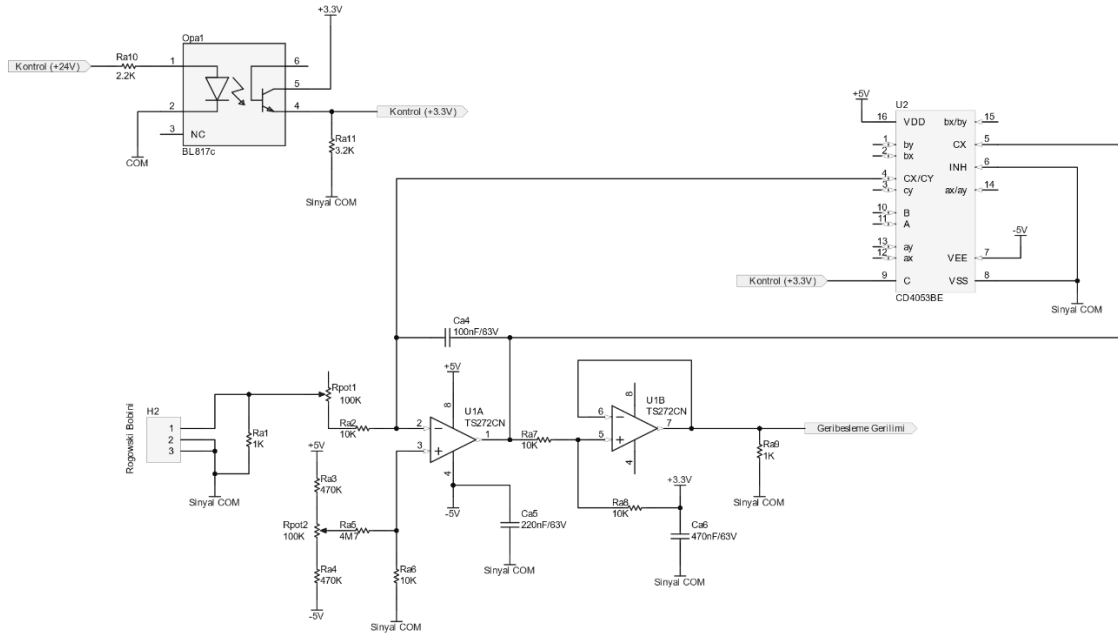 +3.3V
Opa1
Kontrol (+24V)
Ra10
2.2K
1
2
3
NC
6
5
4
BL817c
COM
Kontrol (+3.3V)
Ra11
3.2K
Sinyal COM
U2
+5V
16
VDD
bx/by
15
1
by
CX
5
2
bx
INH
6
4
CX/CY
3
cy
ax/ay
14
10
B
11
A
-5V
13
ay
12
ax
VEE
7
Kontrol (+3.3V)
9
C
VSS
8
CD4053BE
Sinyal COM
Ca4
100nF/63V
+5V
8
U1A
TS272CN
2
3
1
4
-5V
Rpot1
100K
Ra2
10K
Rogowski Bobini
H2
1
2
3
Ra1
1K
Sinyal COM
+5V
Ra3
470K
Rpot2
100K
Ra5
4M7
Ra4
470K
-5V
Ra6
10K
Sinyal COM
Ca5
220nF/63V
Sinyal COM
Ra7
10K
8
U1B
TS272CN
6
5
7
4
Geribesleme Gerilimi
Ra9
1K
Sinyal COM
Ra8
10K
+3.3V
Ca6
470nF/63V
Sinyal COM